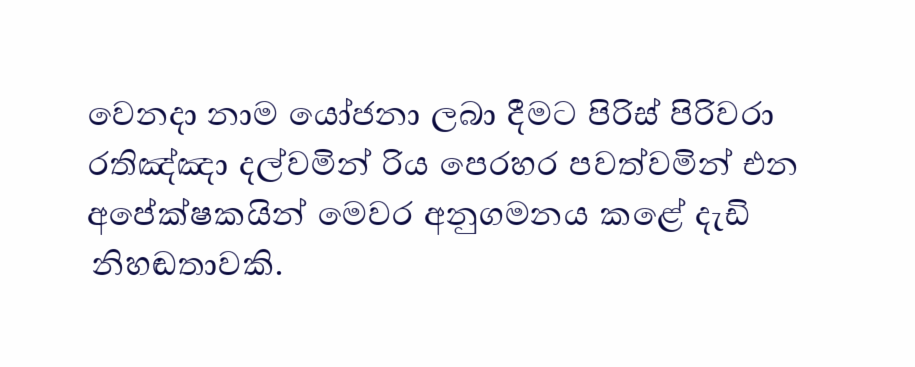 වෙනදා නාම යෝජනා ලබා දීමට පිරිස් පිරිවරා
රතිඤ්ඤා දල්වමින් රිය පෙරහර පවත්වමින් එන
අපේක්ෂකයින් මෙවර අනුගමනය කළේ දැඩි
නිහඬතාවකි.